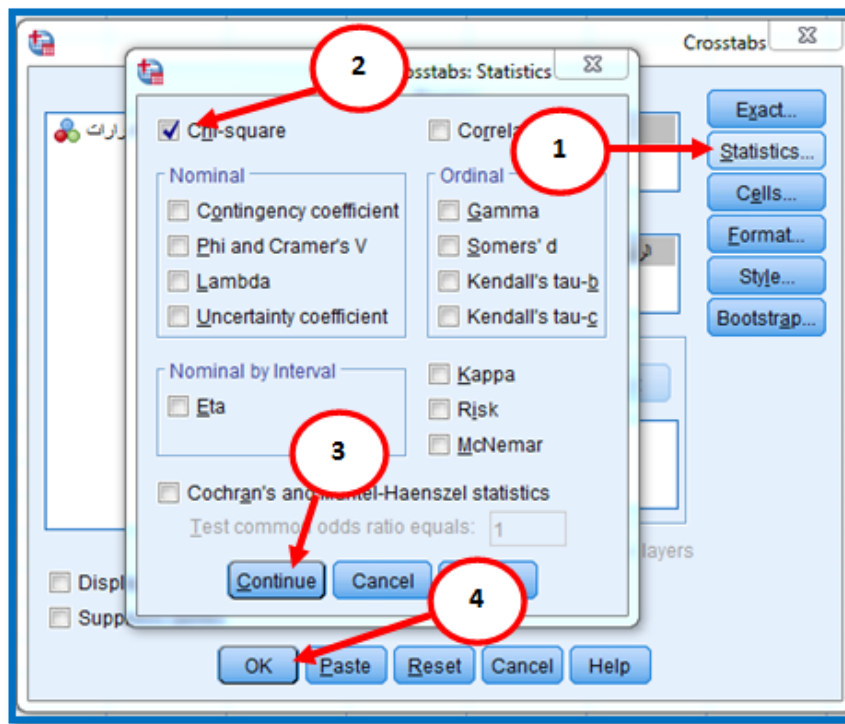 Crosstabs
2
osstabs: Statistics
Exact...
Statistics...
Cells...
Format...
Style...
Bootstrap...
Chi-square
Correla
1
Nominal
Contingency coefficient
Phi and Cramer's V
Lambda
Uncertainty coefficient
Ordinal
Gamma
Somers' d
Kendall's tau-b
Kendall's tau-c
Nominal by Interval
Eta
Kappa
Risk
McNemar
3
Cochran's and Mantel-Haenszel statistics
Test common odds ratio equals: 1
layers
Continue
Cancel
Displ
4
Supp
OK
Paste
Reset
Cancel
Help